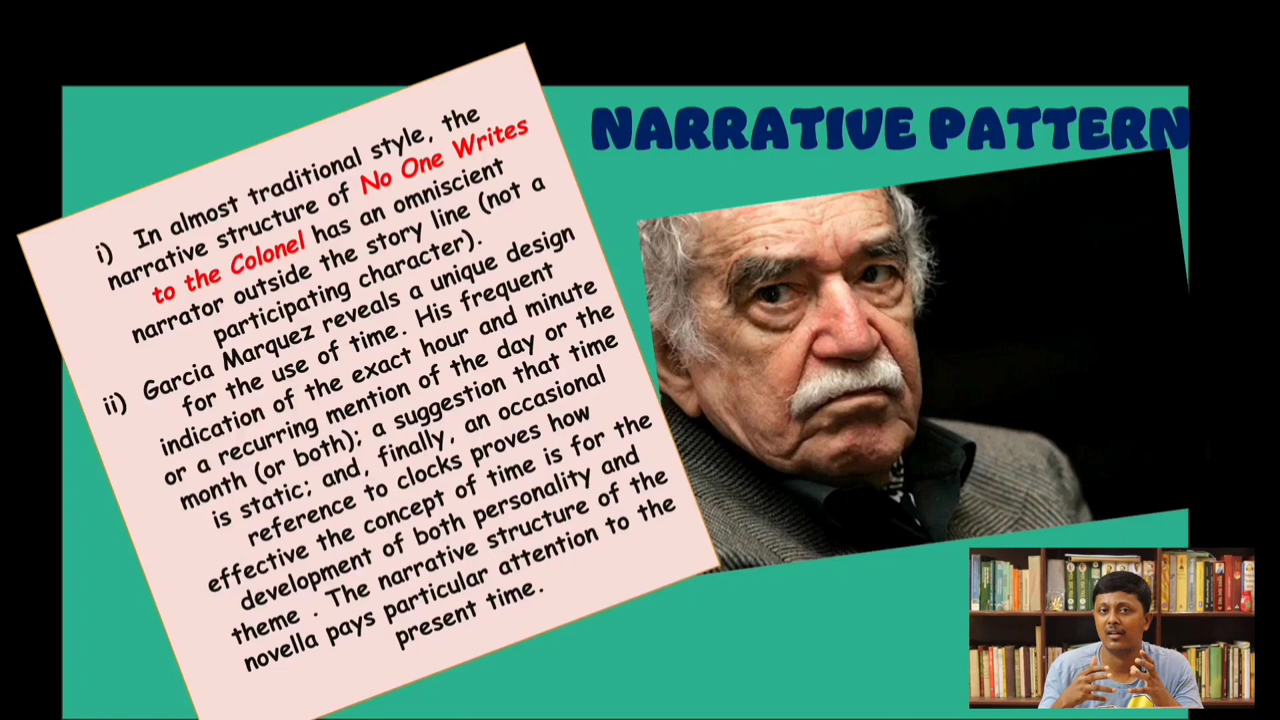 NARRATIVE PATTERN
i) In almost traditional style, the
narrative structure of No One Writes
to the Colonel has an omniscient
narrator outside the story line (not a
participating character).
ii) Garcia Marquez reveals a unique design
for the use of time. His frequent
indication of the exact hour and minute
or a recurring mention of the day or the
month (or both); a suggestion that time
is static; and, finally, an occasional
reference to clocks proves how
effective the concept of time is for the
development of both personality and
theme . The narrative structure of the
novella pays particular attention to the
present time.